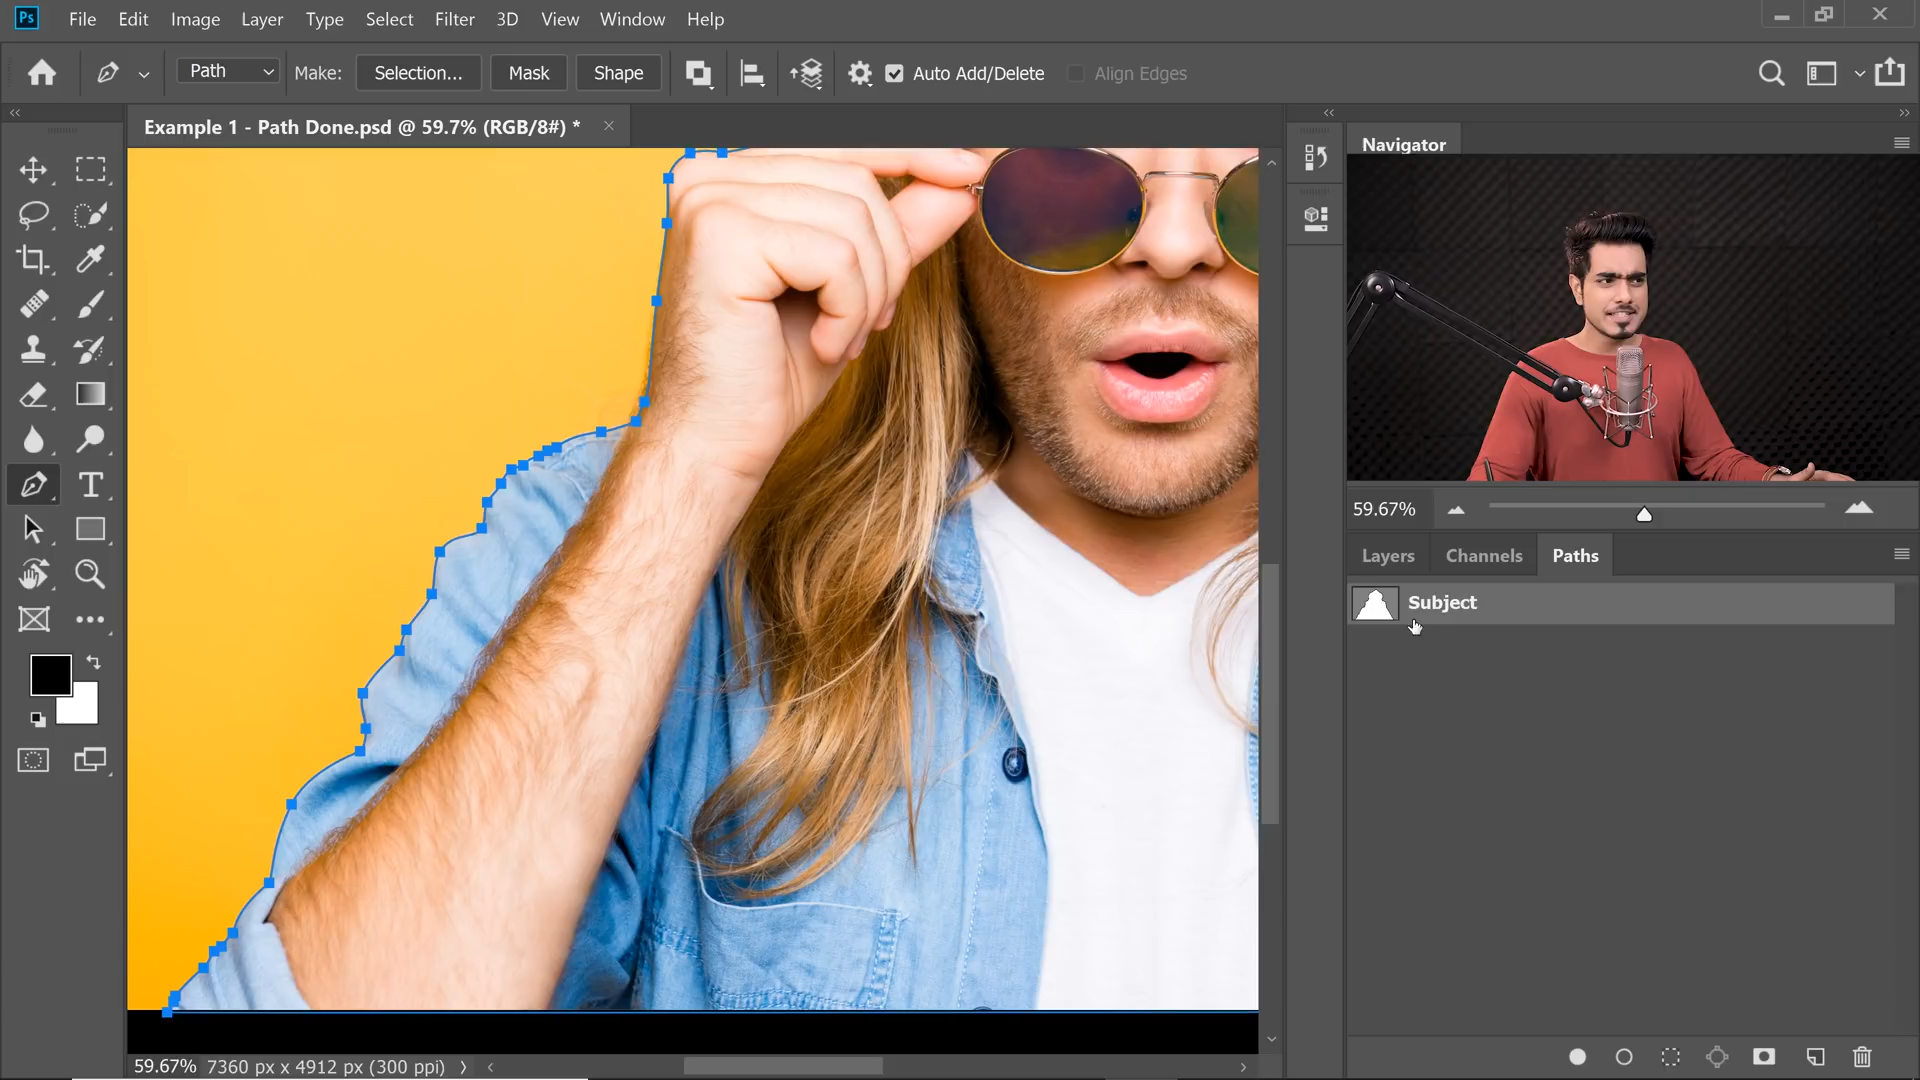 Ps File Edit Image Layer Type Select Filter 3D View Window Help
Path Make: Selection... Mask Shape Auto Add/Delete Align Edges
Example 1 - Path Done.psd @ 59.7% (RGB/8#) *
Navigator
59.67%
Layers Channels Paths
Subject
59.67% 7360 px x 4912 px (300 ppi)